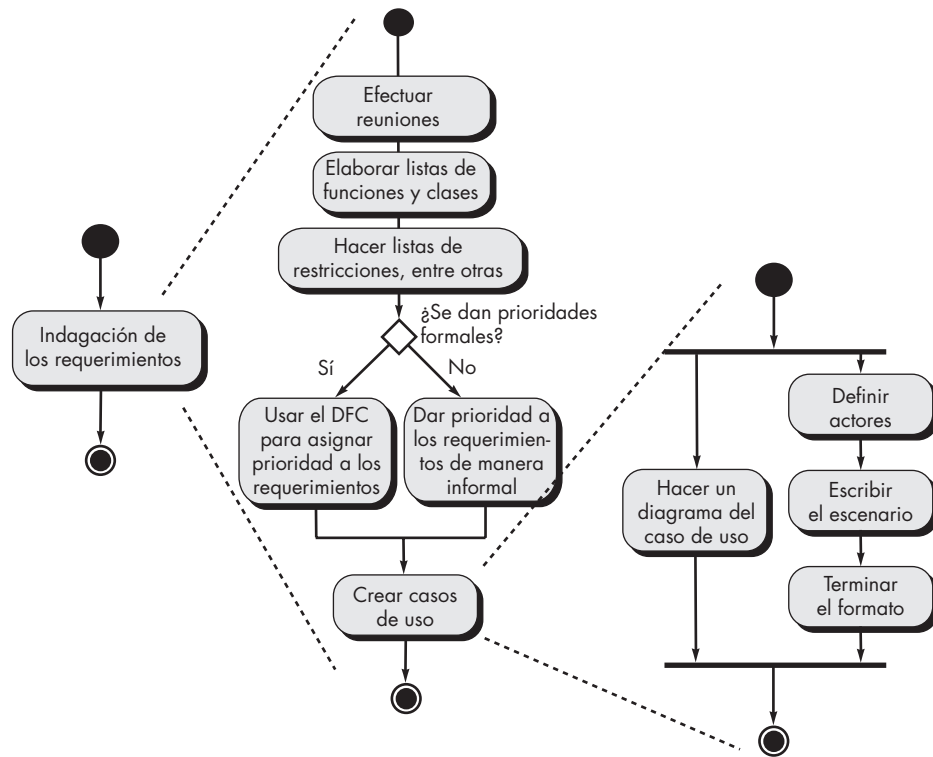 Indagación de
los requerimientos
Efectuar
reuniones
Elaborar listas de
funciones y clases
Hacer listas de
restricciones, entre otras
¿Se dan prioridades
formales?
Sí
No
Usar el DFC
para asignar
prioridad a los
requerimientos
Dar prioridad a
los requerimien-
tos de manera
informal
Crear casos
de uso
Hacer un
diagrama del
caso de uso
Definir
actores
Escribir
el escenario
Terminar
el formato